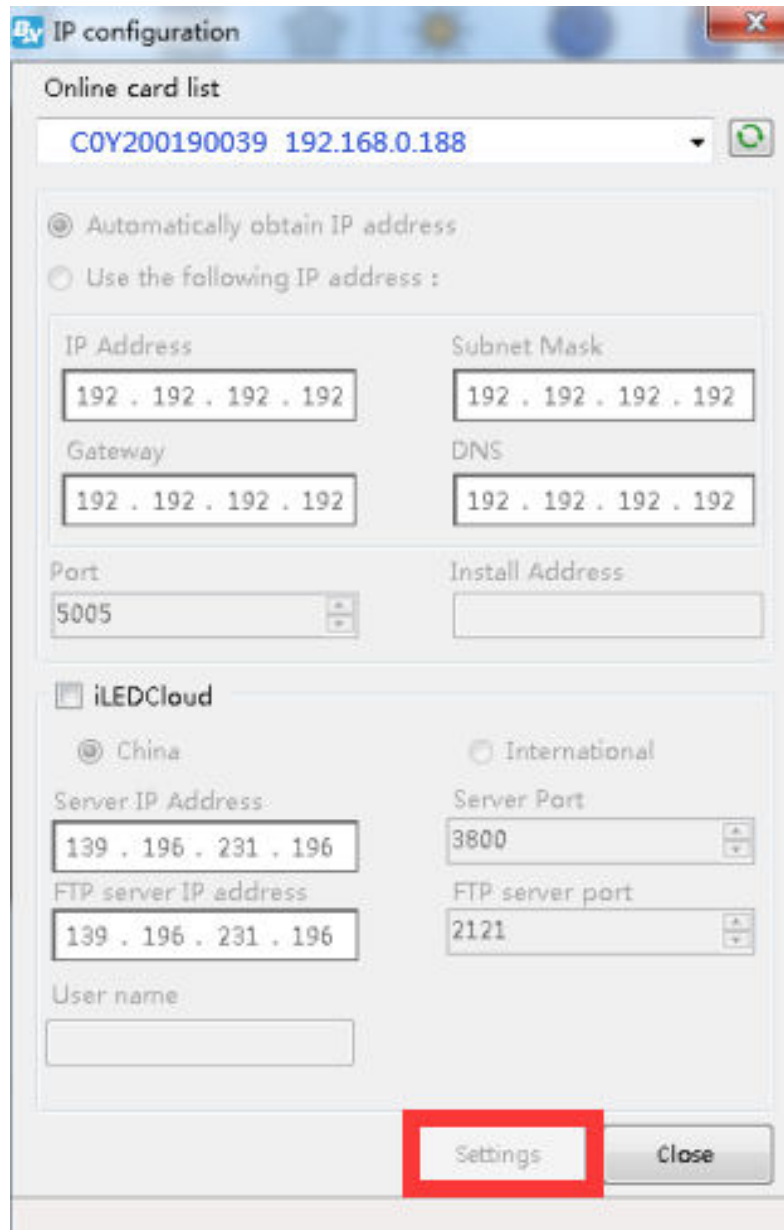 BX IP configuration
Online card list
C0Y200190039 192.168.0.188
Automatically obtain IP address
Use the following IP address :
IP Address Subnet Mask
192 . 192 . 192 . 192 192 . 192 . 192 . 192
Gateway DNS
192 . 192 . 192 . 192 192 . 192 . 192 . 192
Port Install Address
5005
iLEDCloud
China International
Server IP Address Server Port
139 . 196 . 231 . 196 3800
FTP server IP address FTP server port
139 . 196 . 231 . 196 2121
User name
Settings Close